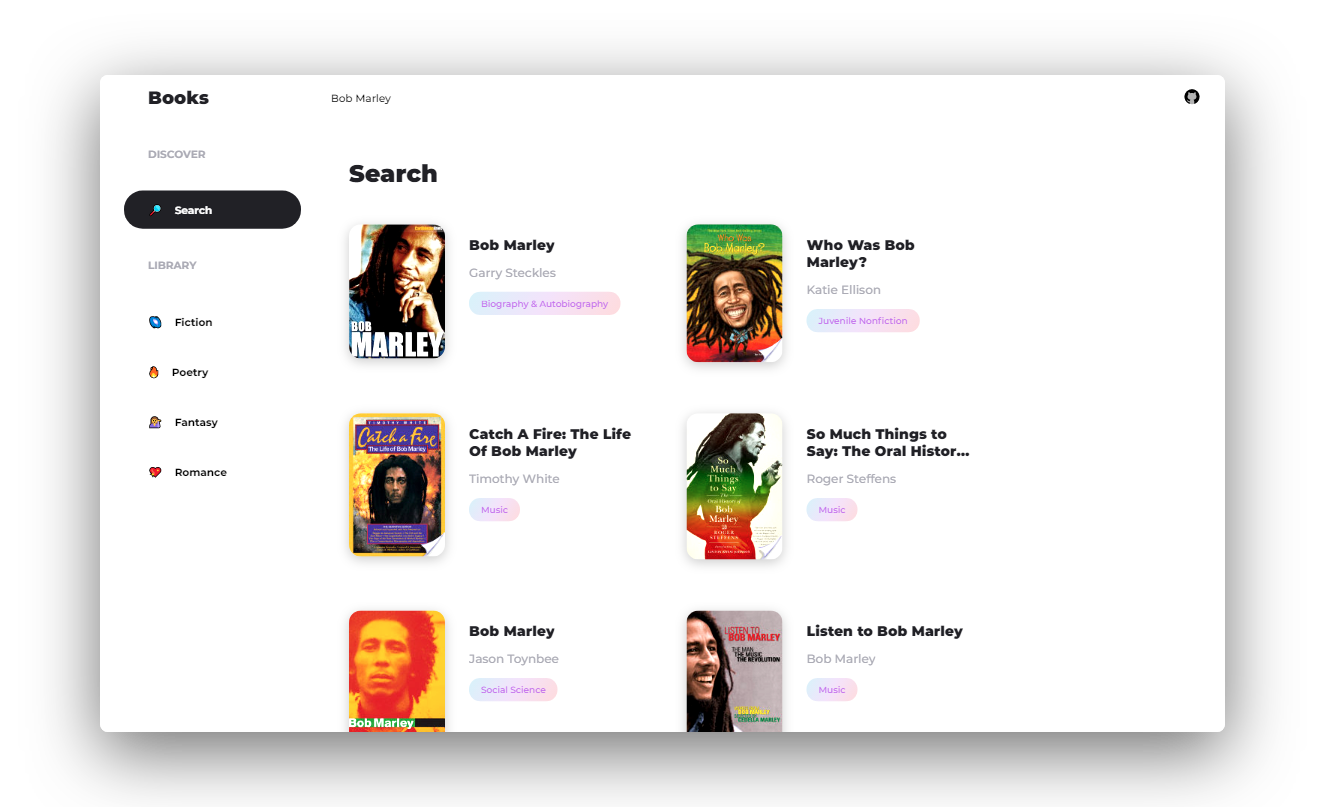 Books
Bob Marley
DISCOVER
Search
LIBRARY
Fiction
Poetry
Fantasy
Romance
Search
BOB
MARLEY
Bob Marley
Garry Steckles
Biography & Autobiography
Who Was
Bob Marley?
Who Was Bob
Marley?
Katie Ellison
Juvenile Nonfiction
TIMOTHY WHITE
Catch a Fire
The Life of Bob Marley
Catch A Fire: The Life
Of Bob Marley
Timothy White
Music
So
Much
Things
to Say
The
Oral History of
Bob
Marley
ROGER
STEFFENS
So Much Things to
Say: The Oral Histor...
Roger Steffens
Music
Bob Marley
Bob Marley
Jason Toynbee
Social Science
LISTEN TO
BOB MARLEY
THE MAN
THE MUSIC
THE REVOLUTION
BOB MARLEY
CEDELLA MARLEY
Listen to Bob Marley
Bob Marley
Music